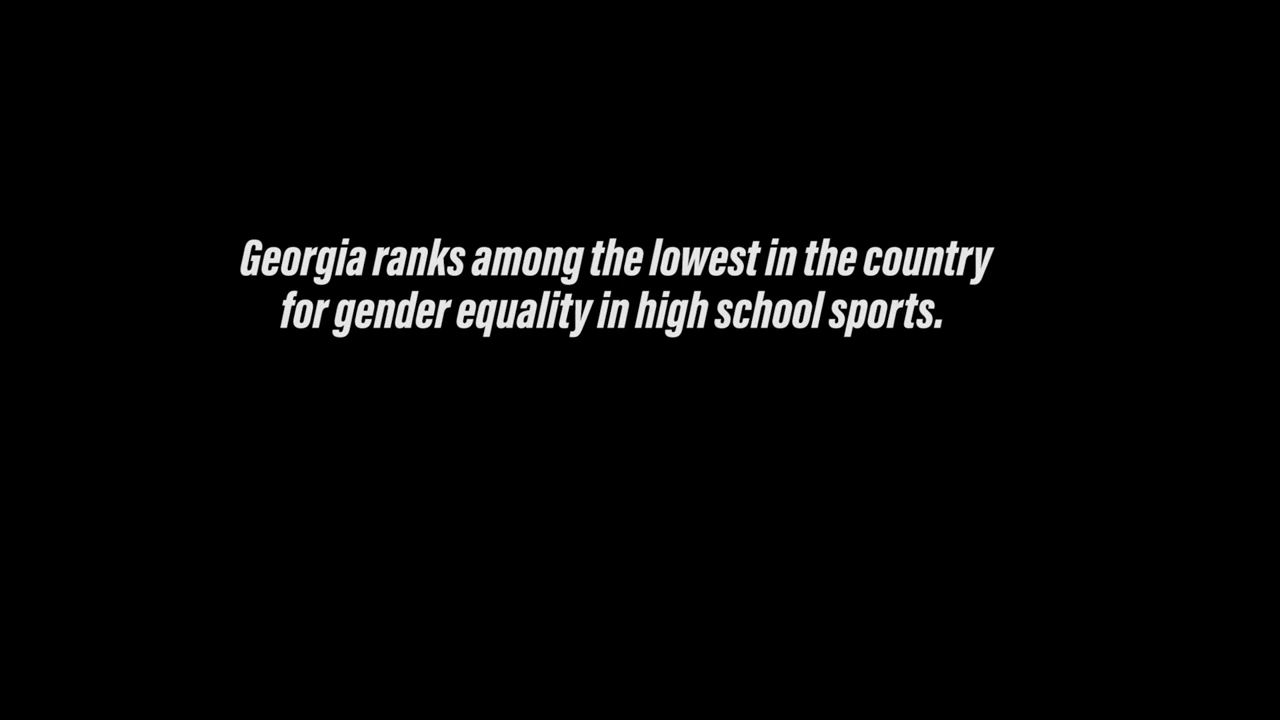 Georgia ranks among the lowest in the country
for gender equality in high school sports.